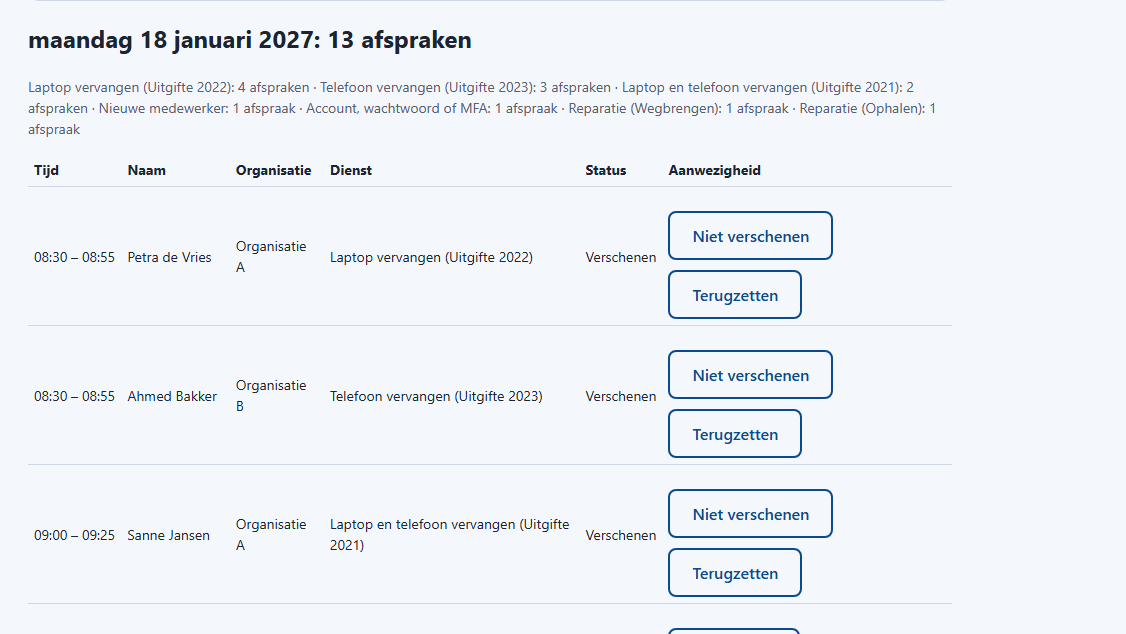 maandag 18 januari 2027: 13 afspraken
Laptop vervangen (Uitgifte 2022): 4 afspraken · Telefoon vervangen (Uitgifte 2023): 3 afspraken · Laptop en telefoon vervangen (Uitgifte 2021): 2
afspraken · Nieuwe medewerker: 1 afspraak · Account, wachtwoord of MFA: 1 afspraak · Reparatie (Wegbrengen): 1 afspraak · Reparatie (Ophalen): 1
afspraak
Tijd Naam Organisatie Dienst Status Aanwezigheid
Niet verschenen
08:30 – 08:55 Petra de Vries Organisatie A Laptop vervangen (Uitgifte 2022) Verschenen
Terugzetten
Niet verschenen
08:30 – 08:55 Ahmed Bakker Organisatie B Telefoon vervangen (Uitgifte 2023) Verschenen
Terugzetten
Niet verschenen
09:00 – 09:25 Sanne Jansen Organisatie A Laptop en telefoon vervangen (Uitgifte 2021) Verschenen
Terugzetten